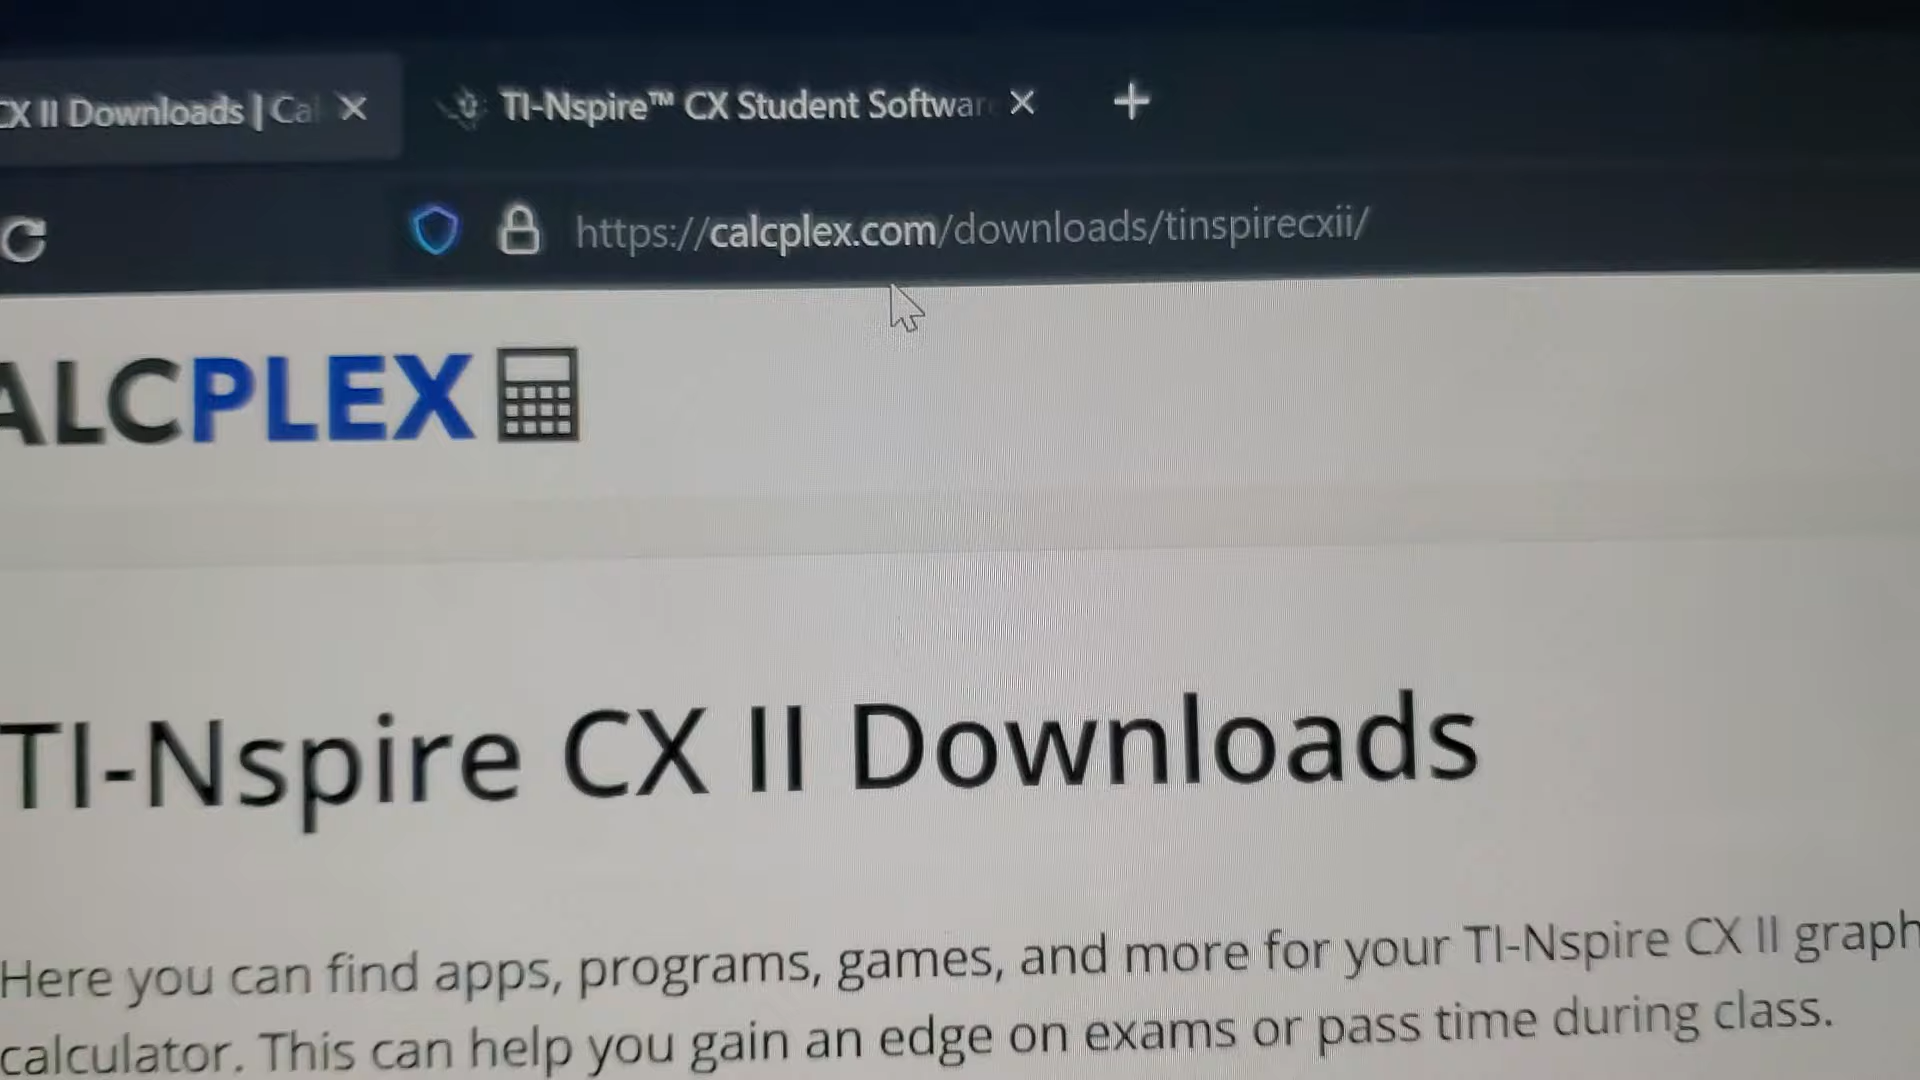 CX II Downloads | Cal
TI-Nspire™ CX Student Softwar
https://calcplex.com/downloads/tinspirecxii/
ALCPLEX
TI-Nspire CX II Downloads
Here you can find apps, programs, games, and more for your TI-Nspire CX II graph
calculator. This can help you gain an edge on exams or pass time during class.